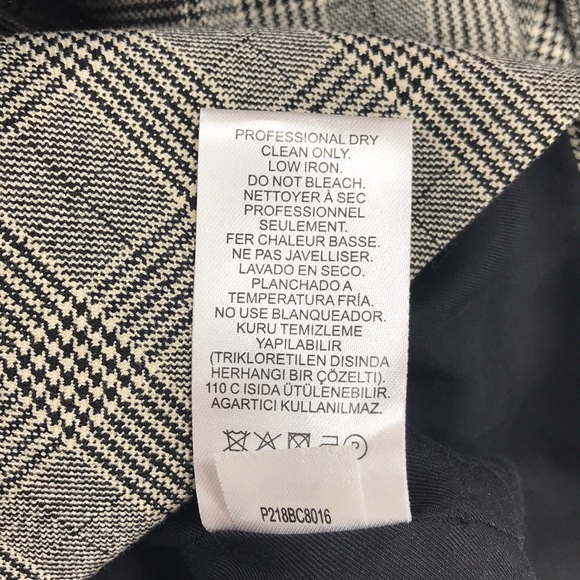 PROFESSIONAL DRY
CLEAN ONLY.
LOW IRON.
DO NOT BLEACH.
NETTOYER À SEC
PROFESSIONNEL
SEULEMENT.
FER CHALEUR BASSE.
NE PAS JAVELLISER.
LAVADO EN SECO.
PLANCHADO A
TEMPERATURA FRÍA.
NO USE BLANQUEADOR.
KURU TEMIZLEME
YAPILABILIR
(TRIKLORETILEN DISINDA
HERHANGI BIR ÇÖZELTI).
110 C ISIDA ÜTÜLENEBILIR.
AGARTICI KULLANILMAZ.
P218BC8016